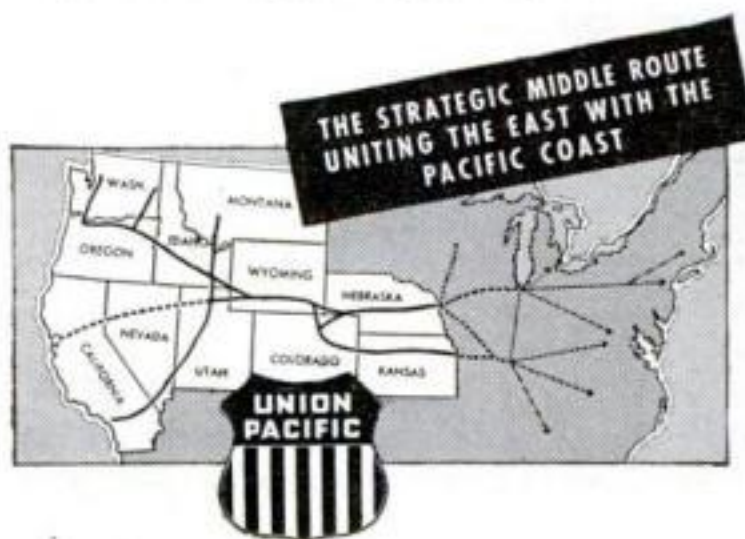 THE STRATEGIC MIDDLE ROUTE
UNITING THE EAST WITH THE
PACIFIC COAST
WASH.
MONTANA
OREGON
IDAHO
WYOMING
NEBRASKA
NEVADA
CALIFORNIA
UTAH
COLORADO
KANSAS
UNION
PACIFIC